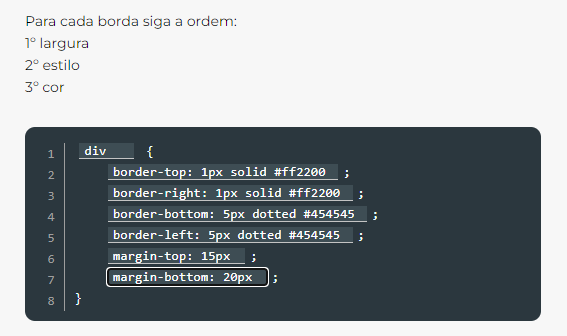 Para cada borda siga a ordem:
1º largura
2º estilo
3º cor
1 div {
2 border-top: 1px solid #ff2200 ;
3 border-right: 1px solid #ff2200 ;
4 border-bottom: 5px dotted #454545 ;
5 border-left: 5px dotted #454545 ;
6 margin-top: 15px ;
7 margin-bottom: 20px ;
8 }